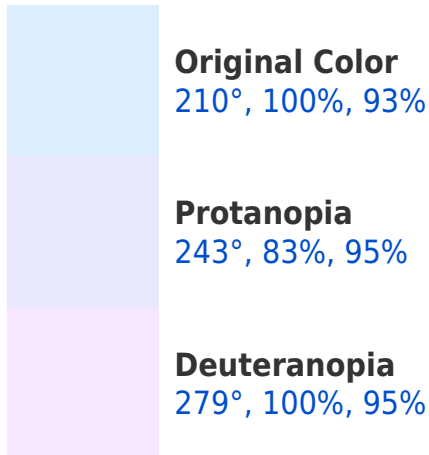 Original Color
210°, 100%, 93%
Protanopia
243°, 83%, 95%
Deuteranopia
279°, 100%, 95%